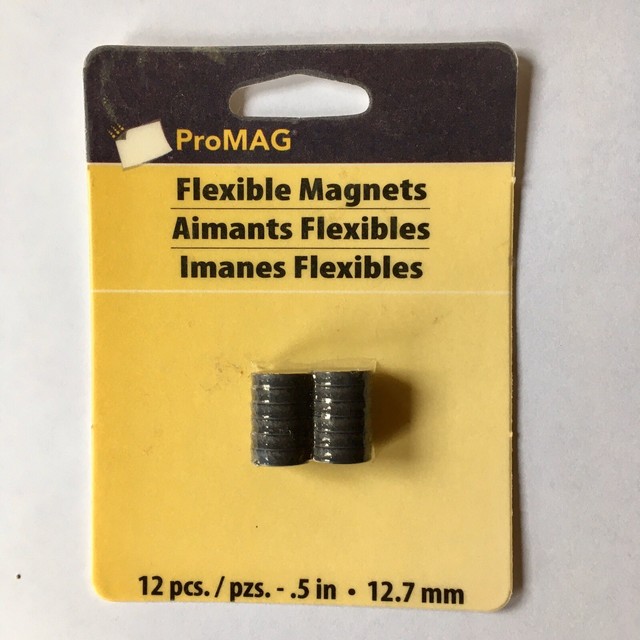 ProMAG
Flexible Magnets
Aimants Flexibles
Imanes Flexibles
12 pcs. / pzs. - .5 in • 12.7 mm